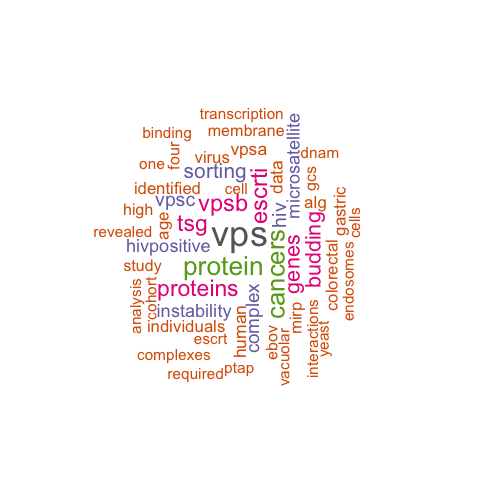 transcription
binding
membrane
one
four
virus
vpsa
dnam
microsatellite
sorting
cell
data
gcs
identified
vpsc
vpsb
escrti
hiv
alg
gastric
high
age
tsg
vps
cells
revealed
hivpositive
genes
budding
colorectal
endosomes
study
protein
cancers
proteins
analysis
cohort
instability
complex
mirp
individuals
human
escrt
ebov
vacuolar
interactions
yeast
complexes
required
ptap